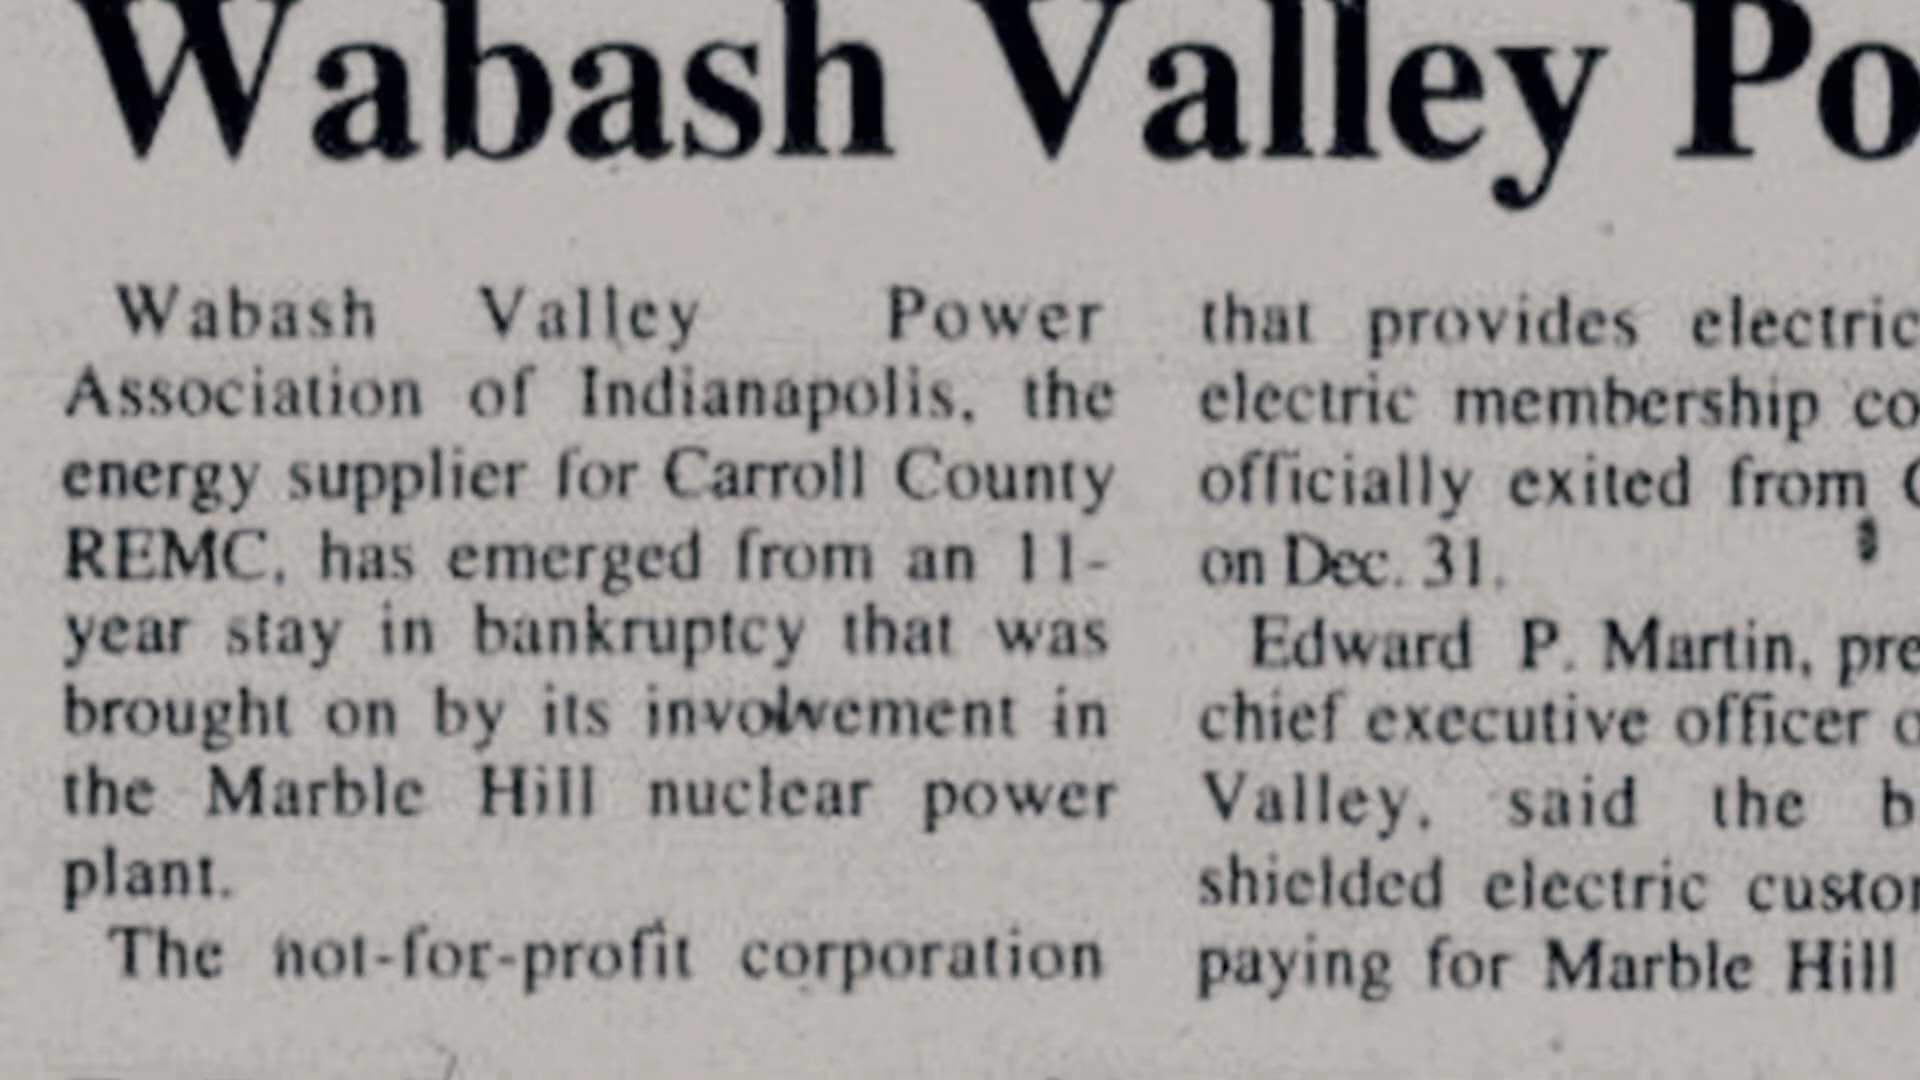 Wabash Valley Po
Wabash Valley Power
Association of Indianapolis, the
energy supplier for Carroll County
REMC, has emerged from an 11-
year stay in bankruptcy that was
brought on by its involvement in
the Marble Hill nuclear power
plant.
The not-for-profit corporation
that provides electric
electric membership co
officially exited from C
on Dec. 31.
Edward P. Martin, pre
chief executive officer o
Valley, said the b
shielded electric custom
paying for Marble Hill